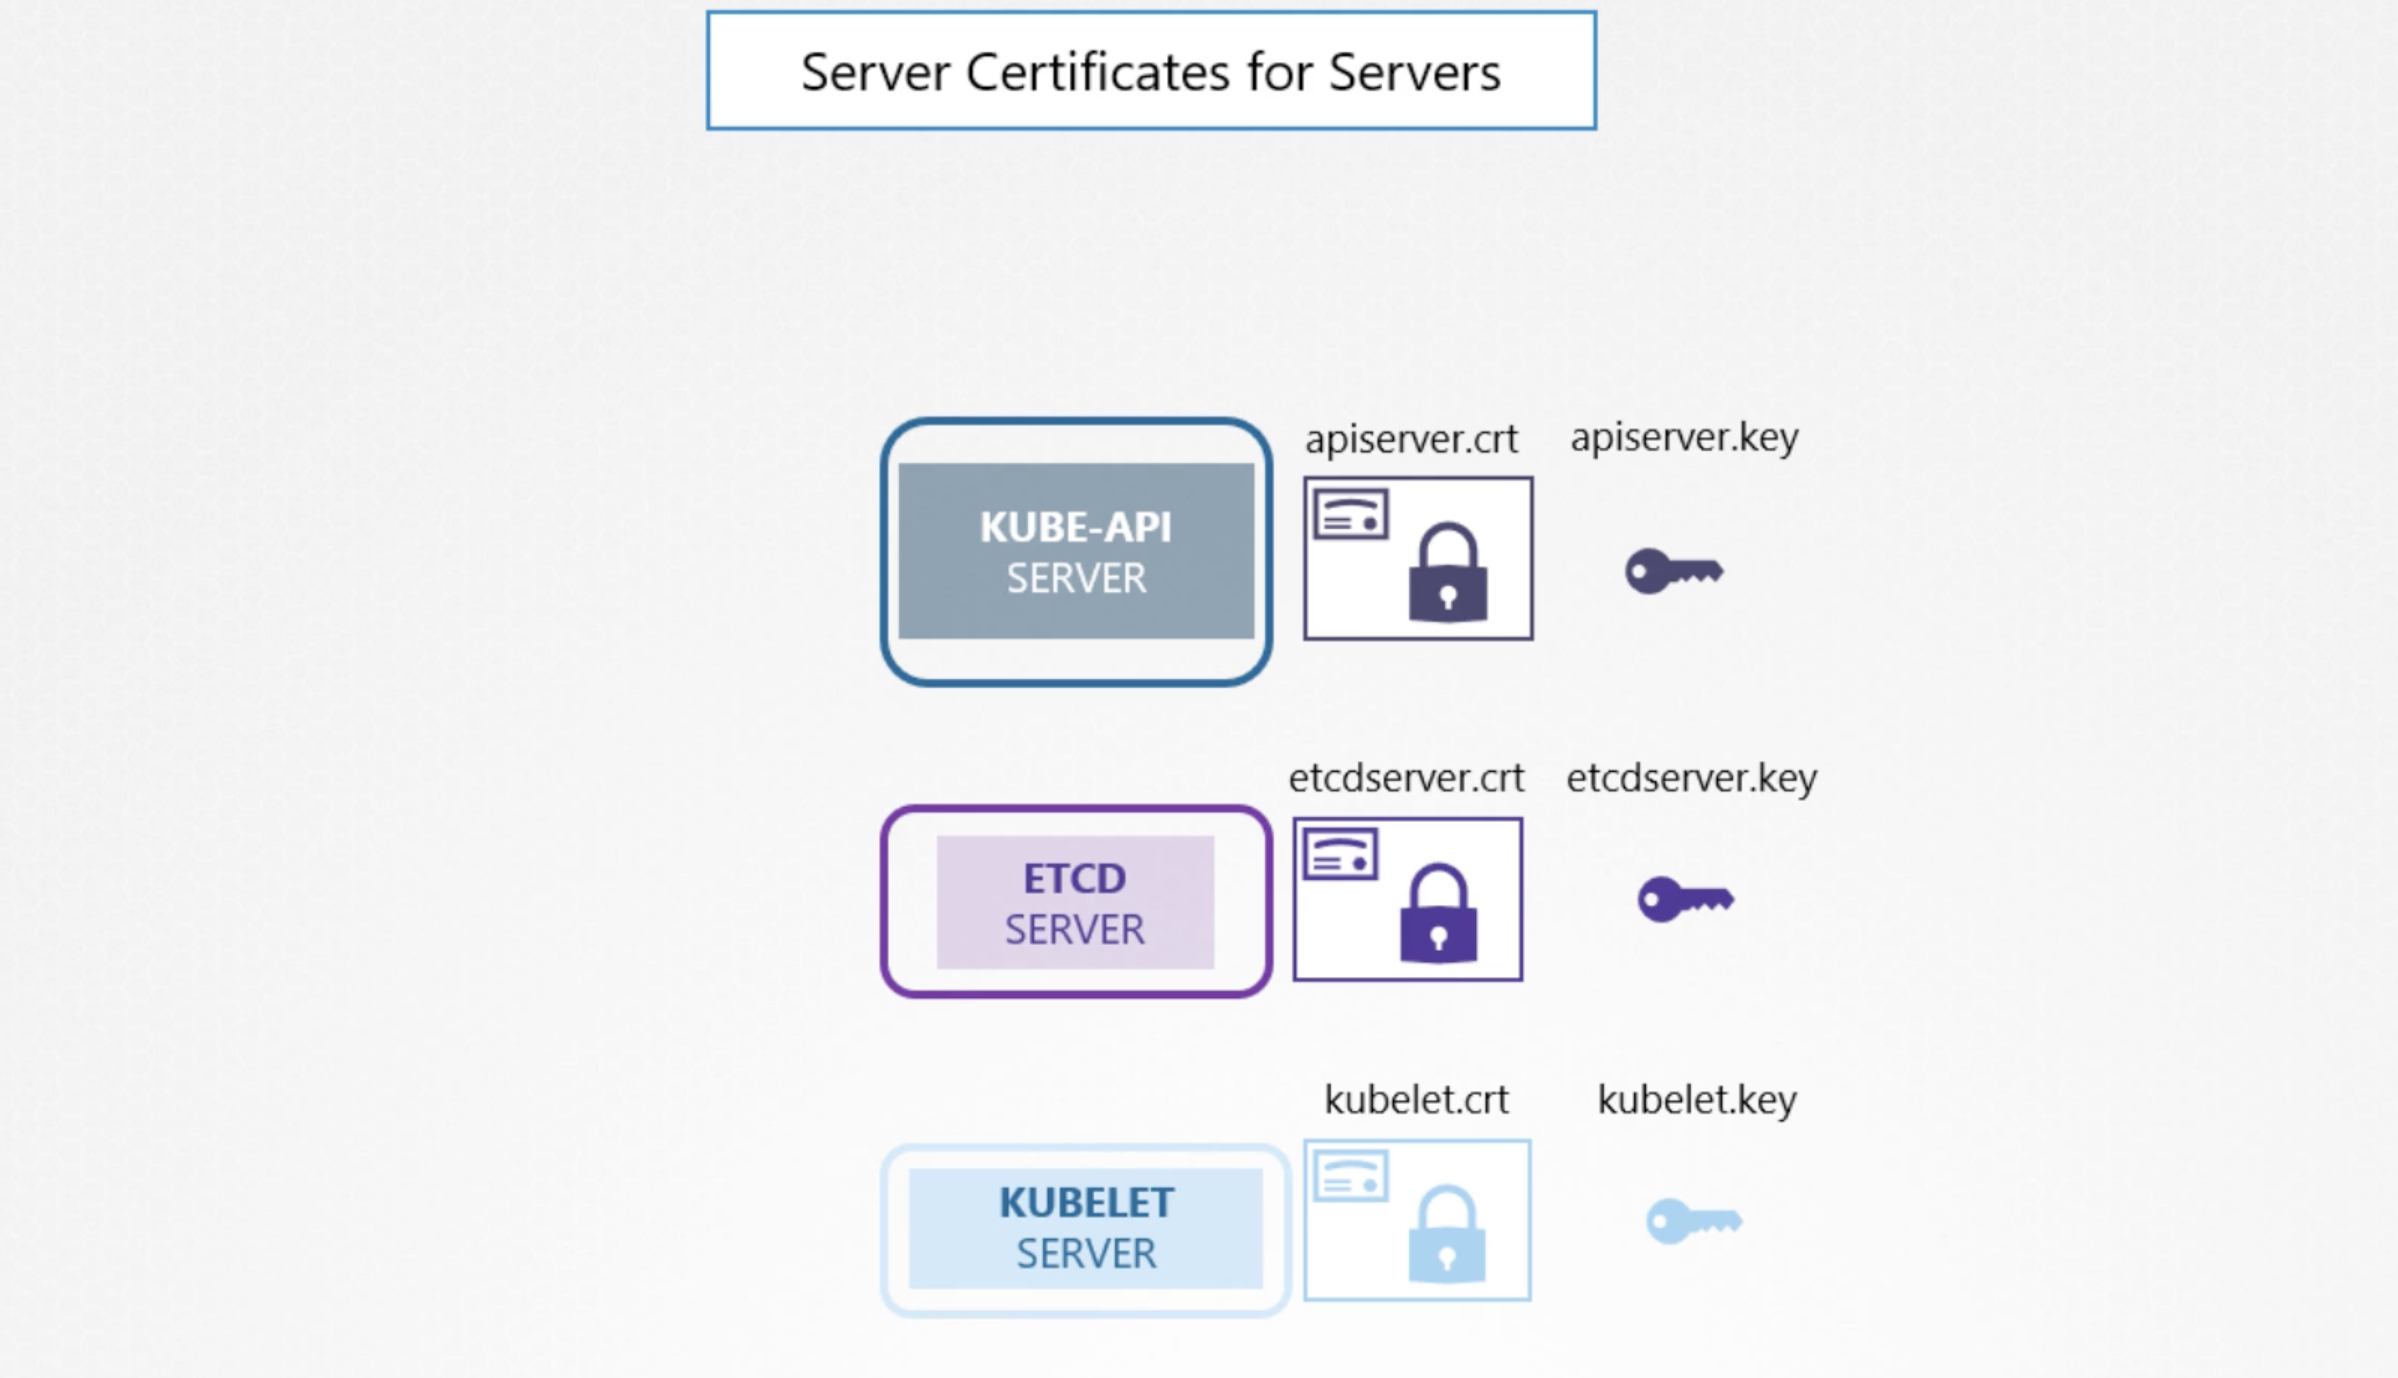 Server Certificates for Servers
apiserver.crt apiserver.key
KUBE-API
SERVER
etcdserver.crt etcdserver.key
ETCD
SERVER
kubelet.crt kubelet.key
KUBELET
SERVER